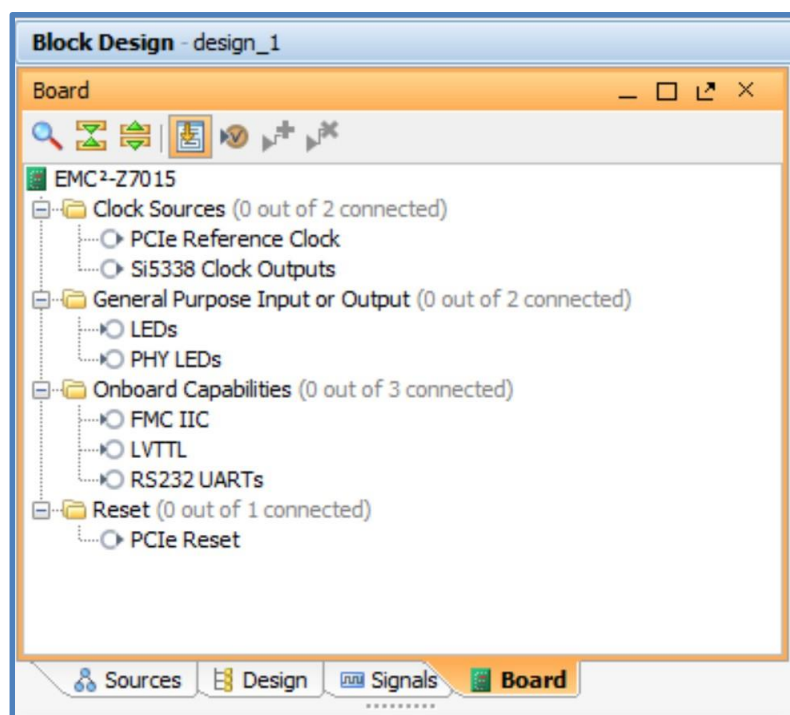 Block Design - design_1
Board
EMC²-Z7015
Clock Sources (0 out of 2 connected)
PCIe Reference Clock
Si5338 Clock Outputs
General Purpose Input or Output (0 out of 2 connected)
LEDs
PHY LEDs
Onboard Capabilities (0 out of 3 connected)
FMC IIC
LVTTL
RS232 UARTs
Reset (0 out of 1 connected)
PCIe Reset
Sources Design Signals Board